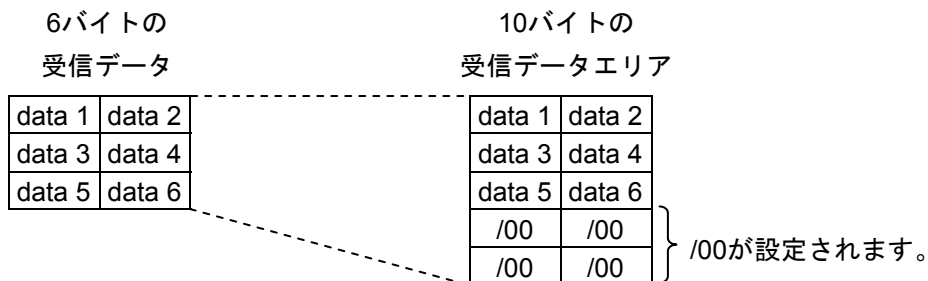 6バイトの
受信データ
10バイトの
受信データエリア
data 1 data 2
data 3 data 4
data 5 data 6
data 1 data 2
data 3 data 4
data 5 data 6
/00 /00
/00 /00
/00が設定されます。